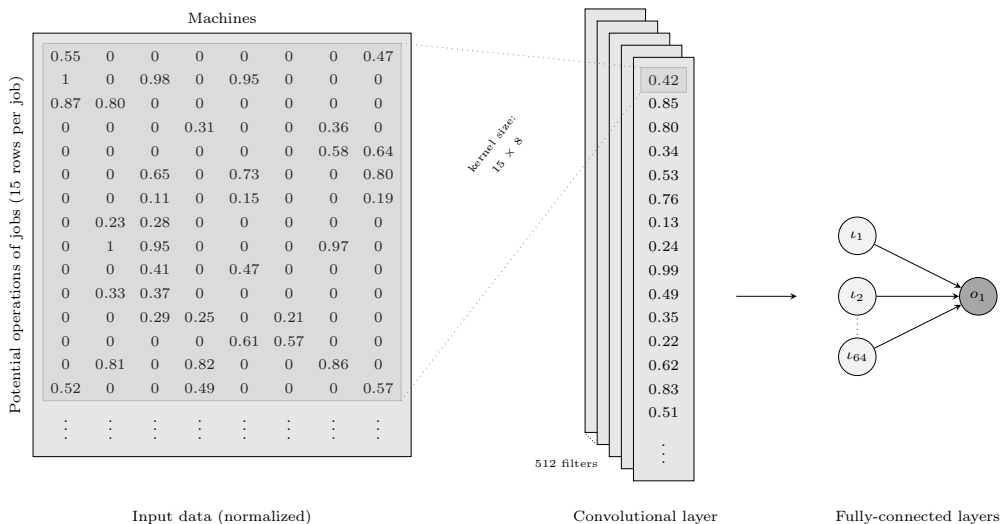 Machines
Potential operations of jobs (15 rows per job)
0.55 0 0 0 0 0 0 0.47
1 0 0.98 0 0.95 0 0 0
0.87 0.80 0 0 0 0 0 0
0 0 0 0.31 0 0 0.36 0
0 0 0 0 0 0 0.58 0.64
0 0 0.65 0 0.73 0 0 0.80
0 0 0.11 0 0.15 0 0 0.19
0 0.23 0.28 0 0 0 0 0
0 1 0.95 0 0 0 0.97 0
0 0 0.41 0 0.47 0 0 0
0 0.33 0.37 0 0 0 0 0
0 0 0.29 0.25 0 0.21 0 0
0 0 0 0 0.61 0.57 0 0
0 0.81 0 0.82 0 0 0.86 0
0.52 0 0 0.49 0 0 0 0.57
⋮ ⋮ ⋮ ⋮ ⋮ ⋮ ⋮ ⋮
Input data (normalized)
kernel size:
15 × 8
0.42
0.85
0.80
0.34
0.53
0.76
0.13
0.24
0.99
0.49
0.35
0.22
0.62
0.83
0.51
⋮
512 filters
Convolutional layer
ι1
ι2
ι64
o1
Fully-connected layers